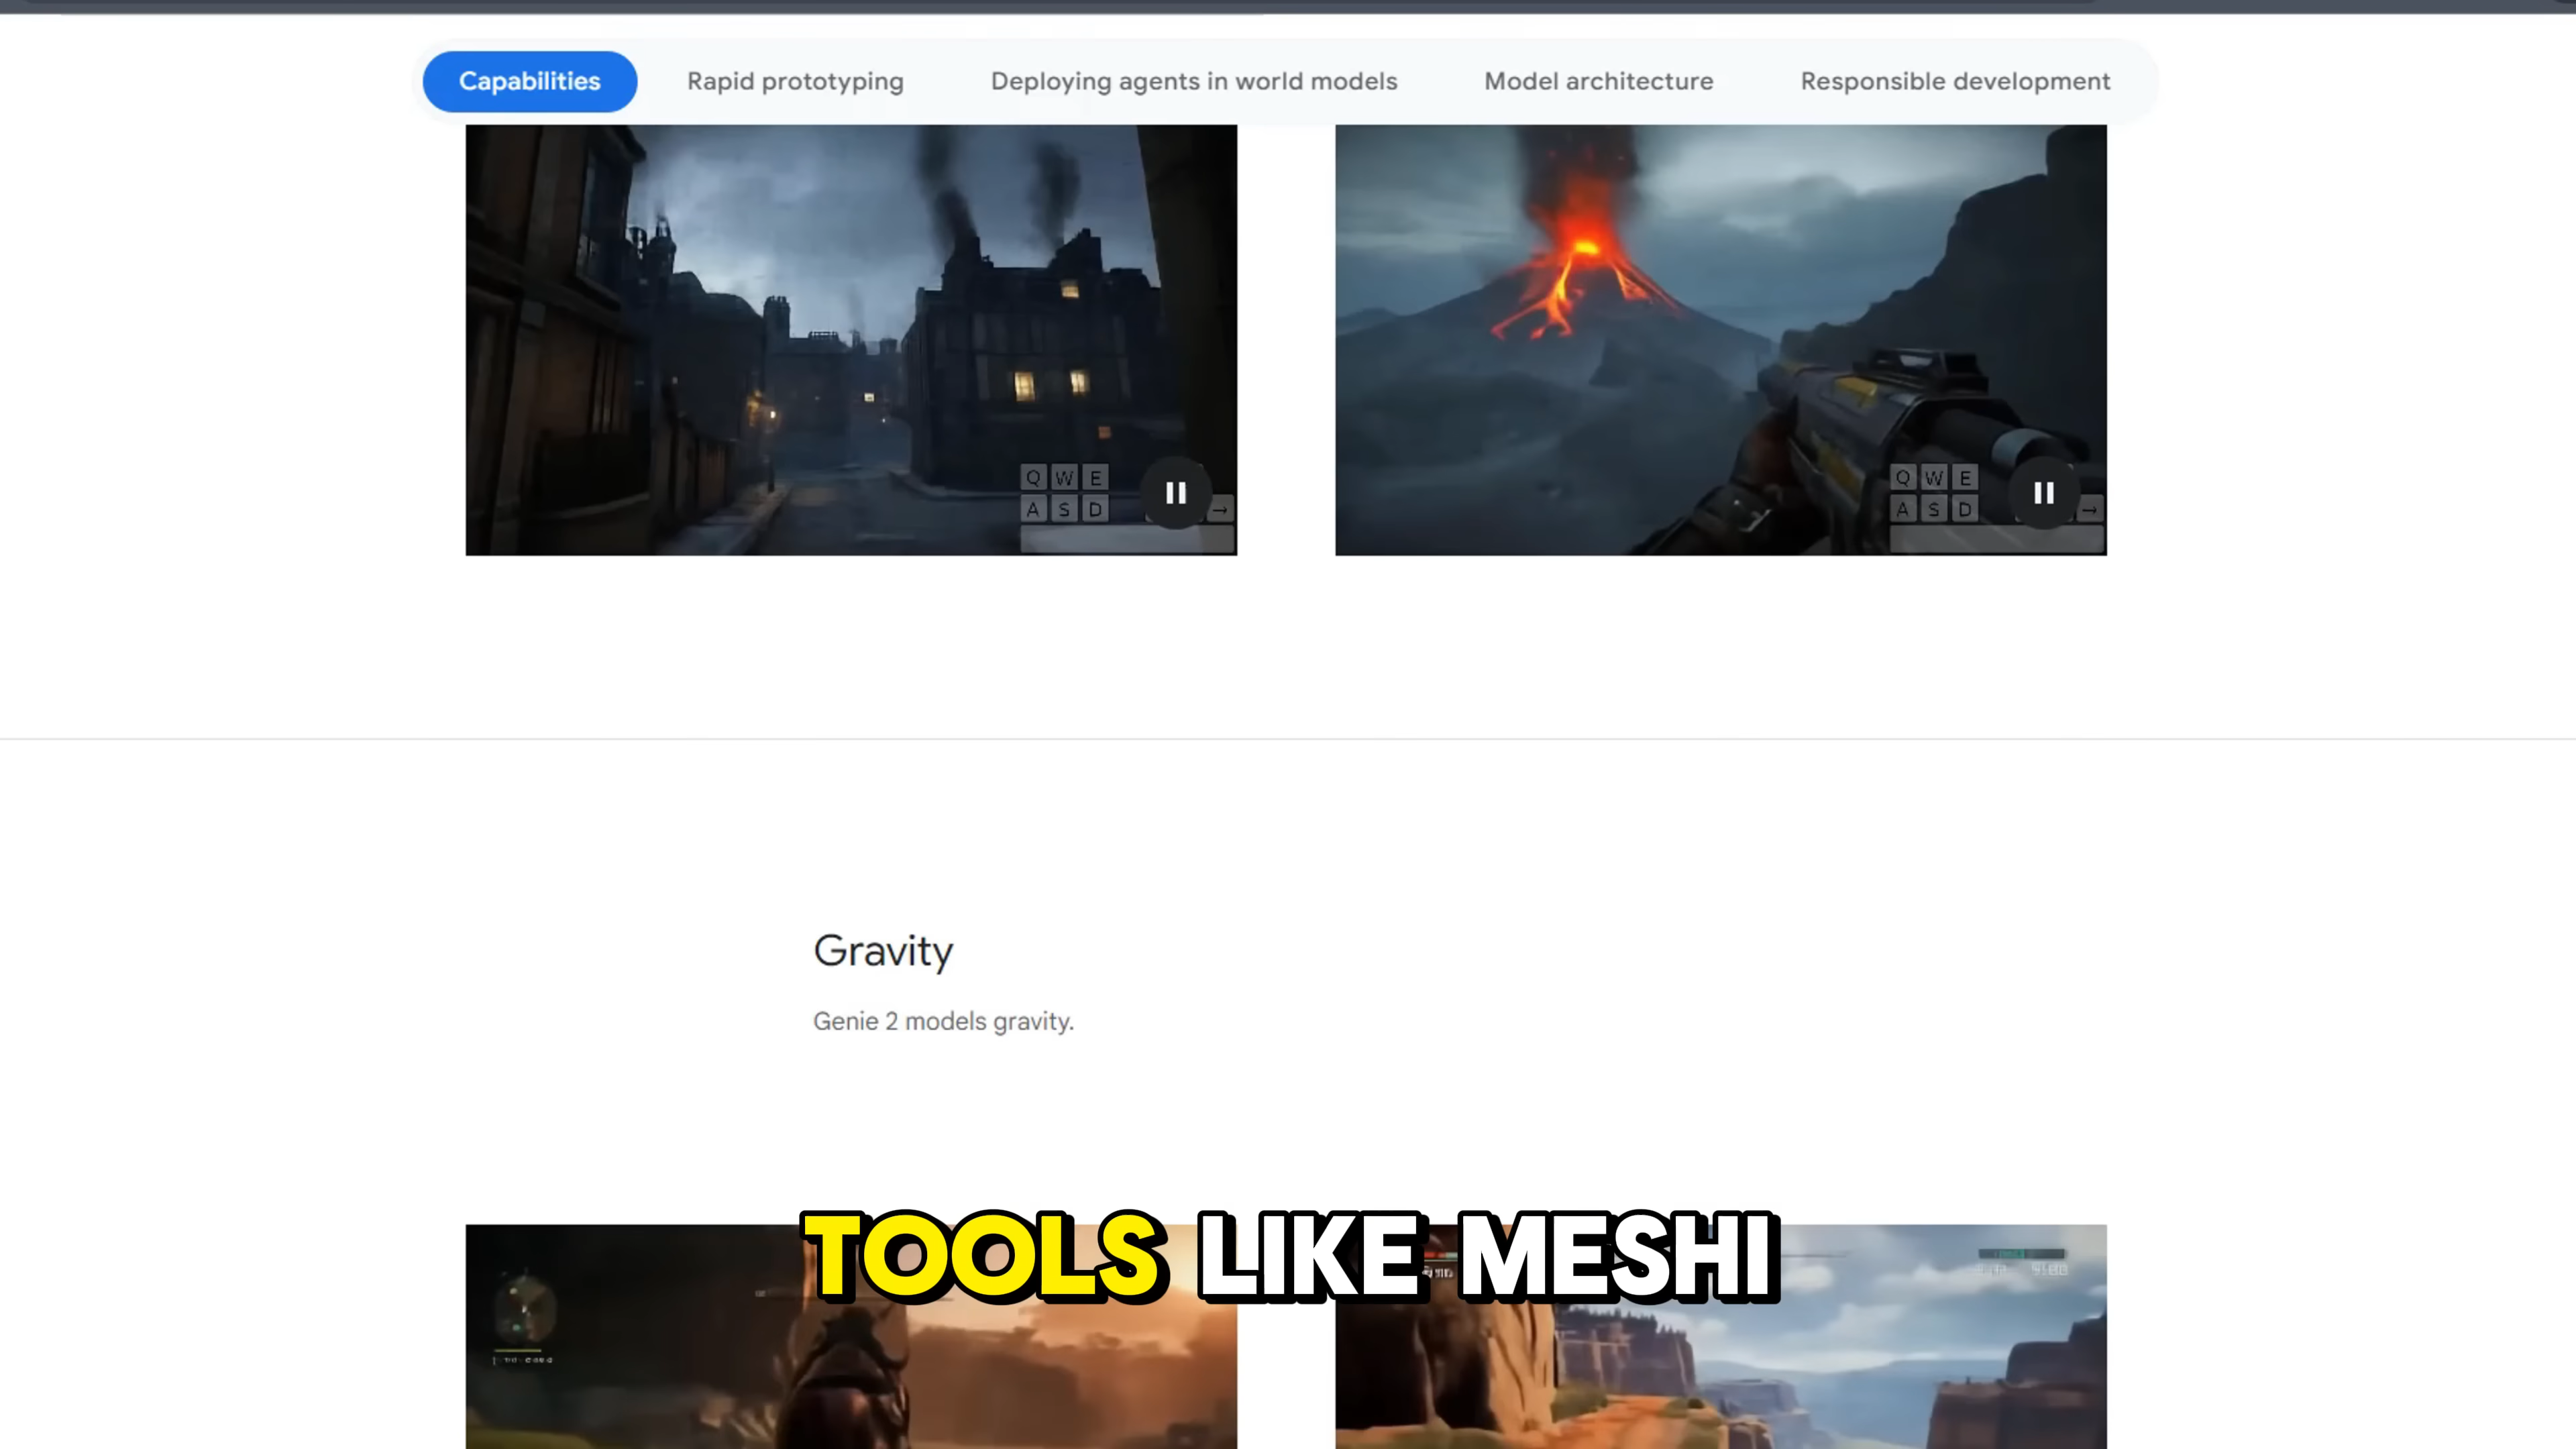 Capabilities Rapid prototyping Deploying agents in world models Model architecture Responsible development
Q W E
A S D →
Q W E
A S D →
Gravity
Genie 2 models gravity.
TOOLS LIKE MESHI